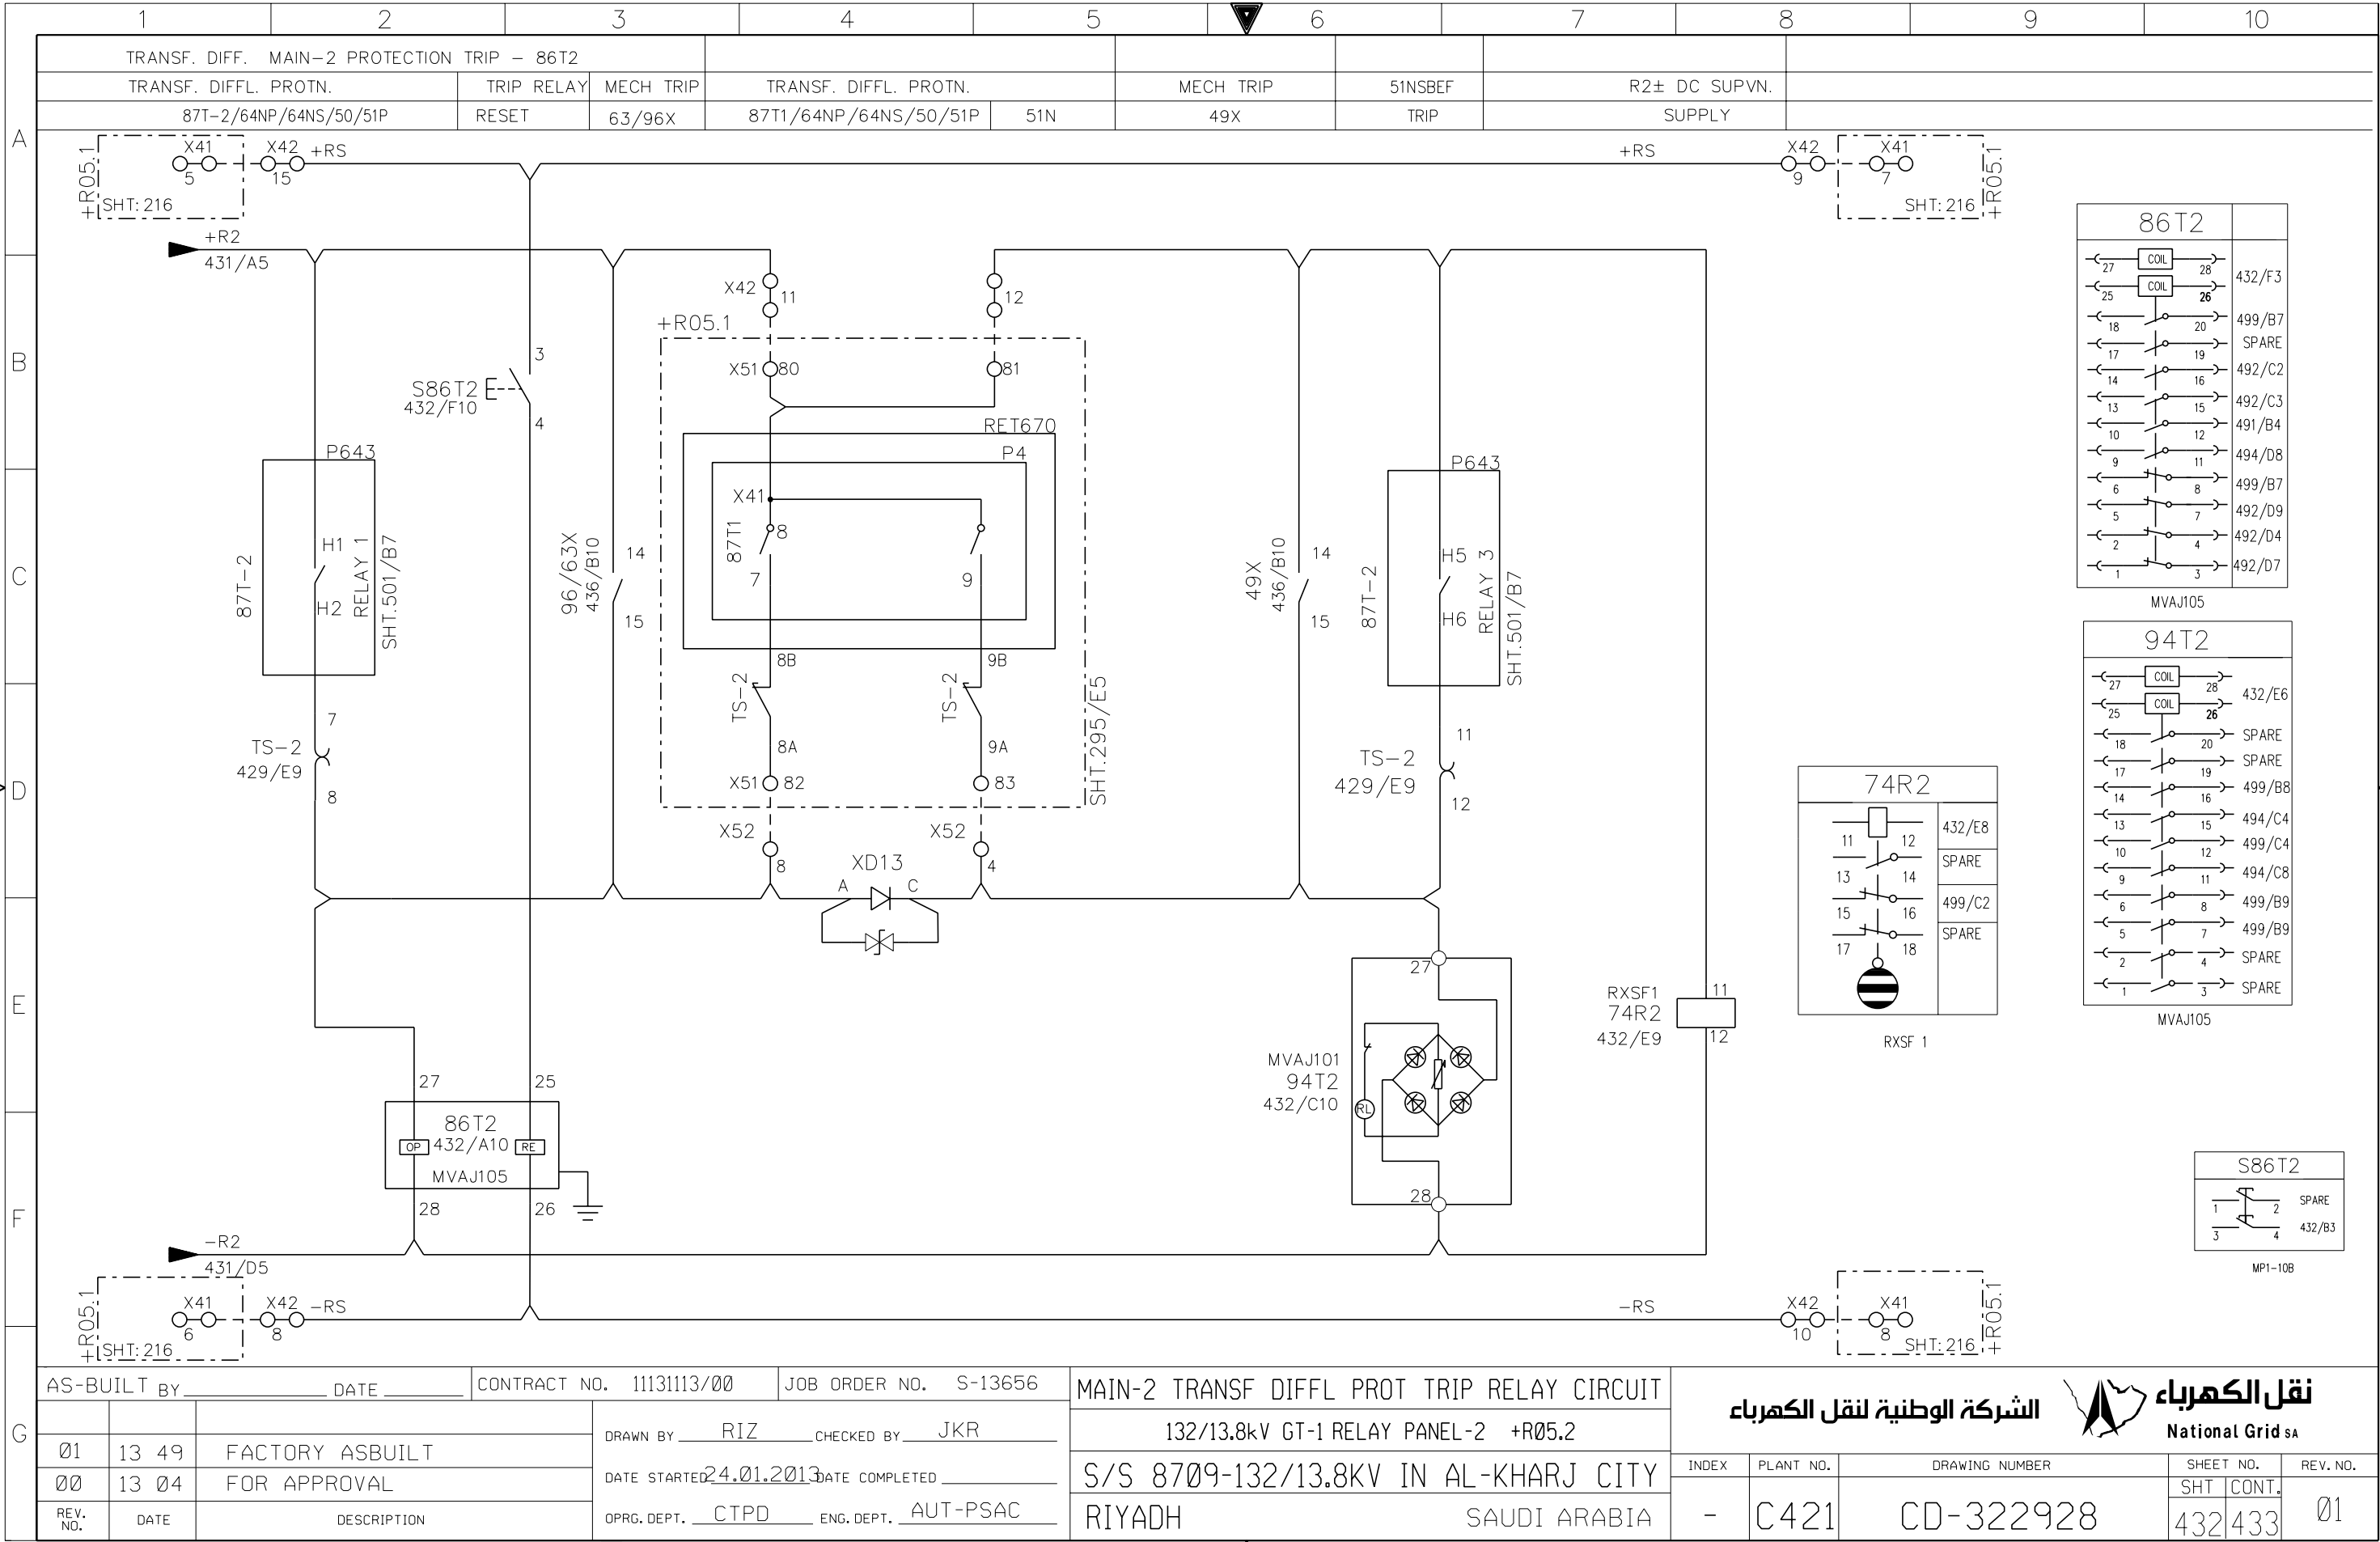 1 2 3 4 5 6 7 8 9 10
TRANSF. DIFF. MAIN-2 PROTECTION TRIP - 86T2
TRANSF. DIFFL. PROTN. TRIP RELAY MECH TRIP TRANSF. DIFFL. PROTN. MECH TRIP 51NSBEF R2± DC SUPVN.
87T-2/64NP/64NS/50/51P RESET 63/96X 87T1/64NP/64NS/50/51P 51N 49X TRIP SUPPLY
A
B
C
D
E
F
G
+R05.1
X41
5
SHT:216
X42
15
+RS
+RS
X42
9
X41
7
SHT:216
+R05.1
+R2
431/A5
3
S86T2
432/F10
4
P643
87T-2
H1
H2
RELAY 1
SHT.501/B7
7
TS-2
429/E9
8
96/63X
436/B10
14
15
X42
11
12
+R05.1
X51
80
81
RET670
P4
X41
87T1
8
7
9
8B
9B
TS-2
TS-2
8A
9A
X51
82
83
SHT.295/E5
X52
X52
8
4
XD13
A
C
49X
436/B10
14
15
P643
87T-2
H5
H6
RELAY 3
SHT.501/B7
11
TS-2
429/E9
12
27
MVAJ101
94T2
432/C10
RL
28
RXSF1
74R2
432/E9
11
12
27
25
86T2
OP
432/A10
RE
MVAJ105
28
26
-R2
431/D5
+R05.1
X41
6
SHT:216
X42
8
-RS
-RS
X42
10
X41
8
SHT:216
+R05.1
86T2
27 COIL 28 432/F3
25 COIL 26
18 20 499/B7
17 19 SPARE
14 16 492/C2
13 15 492/C3
10 12 491/B4
9 11 494/D8
6 8 499/B7
5 7 492/D9
2 4 492/D4
1 3 492/D7
MVAJ105
94T2
27 COIL 28 432/E6
25 COIL 26
18 20 SPARE
17 19 SPARE
14 16 499/B8
13 15 494/C4
10 12 499/C4
9 11 494/C8
6 8 499/B9
5 7 499/B9
2 4 SPARE
1 3 SPARE
MVAJ105
74R2
11 12 432/E8
13 14 SPARE
15 16 499/C2
17 18 SPARE
RXSF 1
S86T2
1 2 SPARE
3 4 432/B3
MP1-10B
AS-BUILT BY DATE
CONTRACT NO. 11131113/00
JOB ORDER NO. S-13656
01 13 49 FACTORY ASBUILT
00 13 04 FOR APPROVAL
REV. NO. DATE DESCRIPTION
DRAWN BY RIZ CHECKED BY JKR
DATE STARTED 24.01.2013 DATE COMPLETED
OPRG.DEPT. CTPD ENG.DEPT. AUT-PSAC
MAIN-2 TRANSF DIFFL PROT TRIP RELAY CIRCUIT
132/13.8kV GT-1 RELAY PANEL-2 +R05.2
S/S 8709-132/13.8KV IN AL-KHARJ CITY
RIYADH SAUDI ARABIA
الشركة الوطنية لنقل الكهرباء
نقل الكهرباء
National Grid SA
INDEX PLANT NO. DRAWING NUMBER SHEET NO. REV.NO.
SHT CONT.
- C421 CD-322928 432 433 01